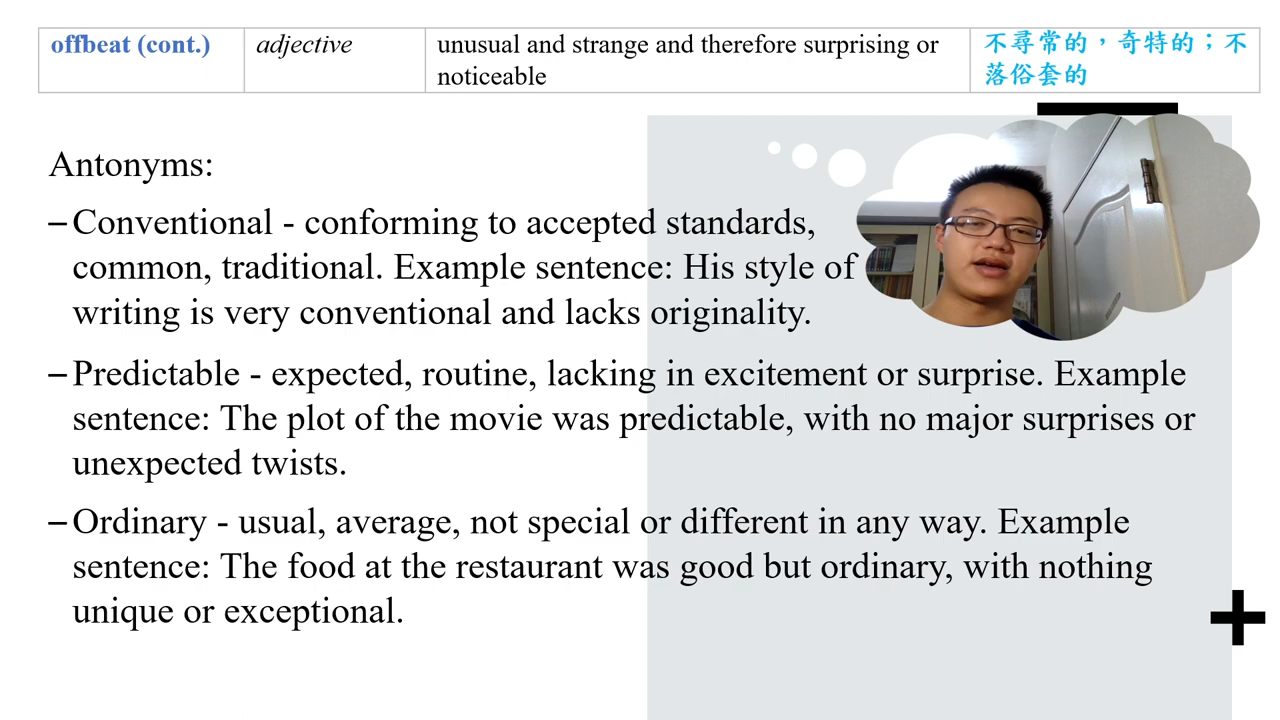 offbeat (cont.)
adjective
unusual and strange and therefore surprising or
noticeable
不尋常的，奇特的；不
落俗套的
Antonyms:
– Conventional - conforming to accepted standards,
common, traditional. Example sentence: His style of
writing is very conventional and lacks originality.
– Predictable - expected, routine, lacking in excitement or surprise. Example
sentence: The plot of the movie was predictable, with no major surprises or
unexpected twists.
– Ordinary - usual, average, not special or different in any way. Example
sentence: The food at the restaurant was good but ordinary, with nothing
unique or exceptional.